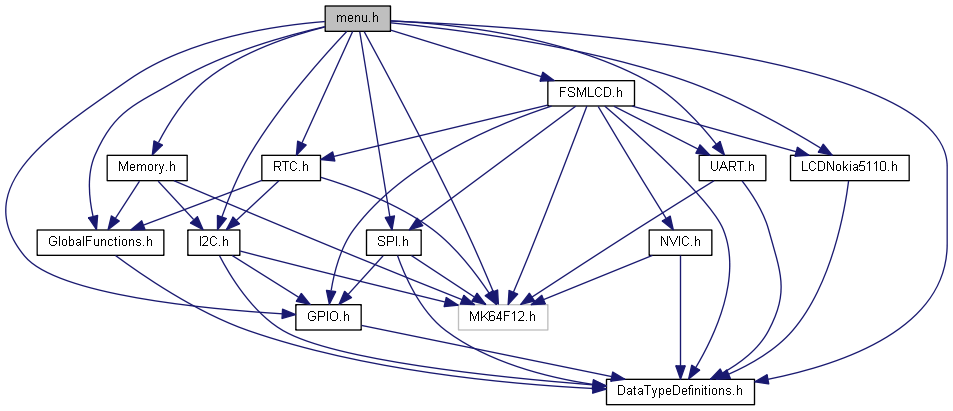 menu.h
FSMLCD.h
Memory.h
RTC.h
UART.h
LCDNokia5110.h
GlobalFunctions.h
I2C.h
SPI.h
NVIC.h
GPIO.h
MK64F12.h
DataTypeDefinitions.h